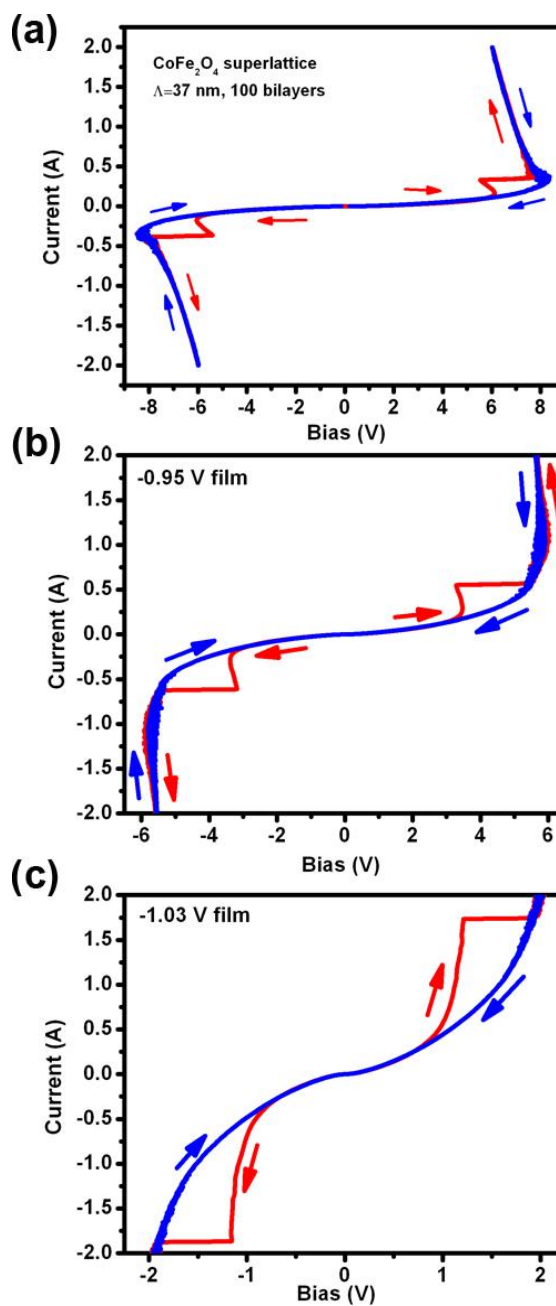 (a)
CoFe₂O₄ superlattice
Λ=37 nm, 100 bilayers
Current (A)
2.0
1.5
1.0
0.5
0.0
-0.5
-1.0
-1.5
-2.0
-8 -6 -4 -2 0 2 4 6 8
Bias (V)
(b)
-0.95 V film
Current (A)
2.0
1.5
1.0
0.5
0.0
-0.5
-1.0
-1.5
-2.0
-6 -4 -2 0 2 4 6
Bias (V)
(c)
-1.03 V film
Current (A)
2.0
1.5
1.0
0.5
0.0
-0.5
-1.0
-1.5
-2.0
-2 -1 0 1 2
Bias (V)